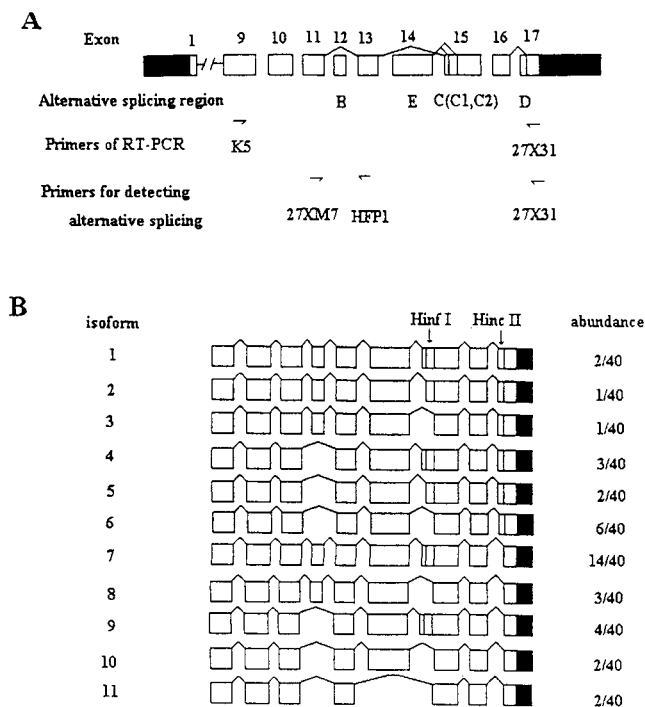 A
Exon 1 9 10 11 12 13 14 15 16 17
Alternative splicing region B E C(C1,C2) D
Primers of RT-PCR K5 27X31
Primers for detecting
alternative splicing 27XM7 HFP1 27X31
B
isoform Hinf I Hinc II abundance
1 2/40
2 1/40
3 1/40
4 3/40
5 2/40
6 6/40
7 14/40
8 3/40
9 4/40
10 2/40
11 2/40